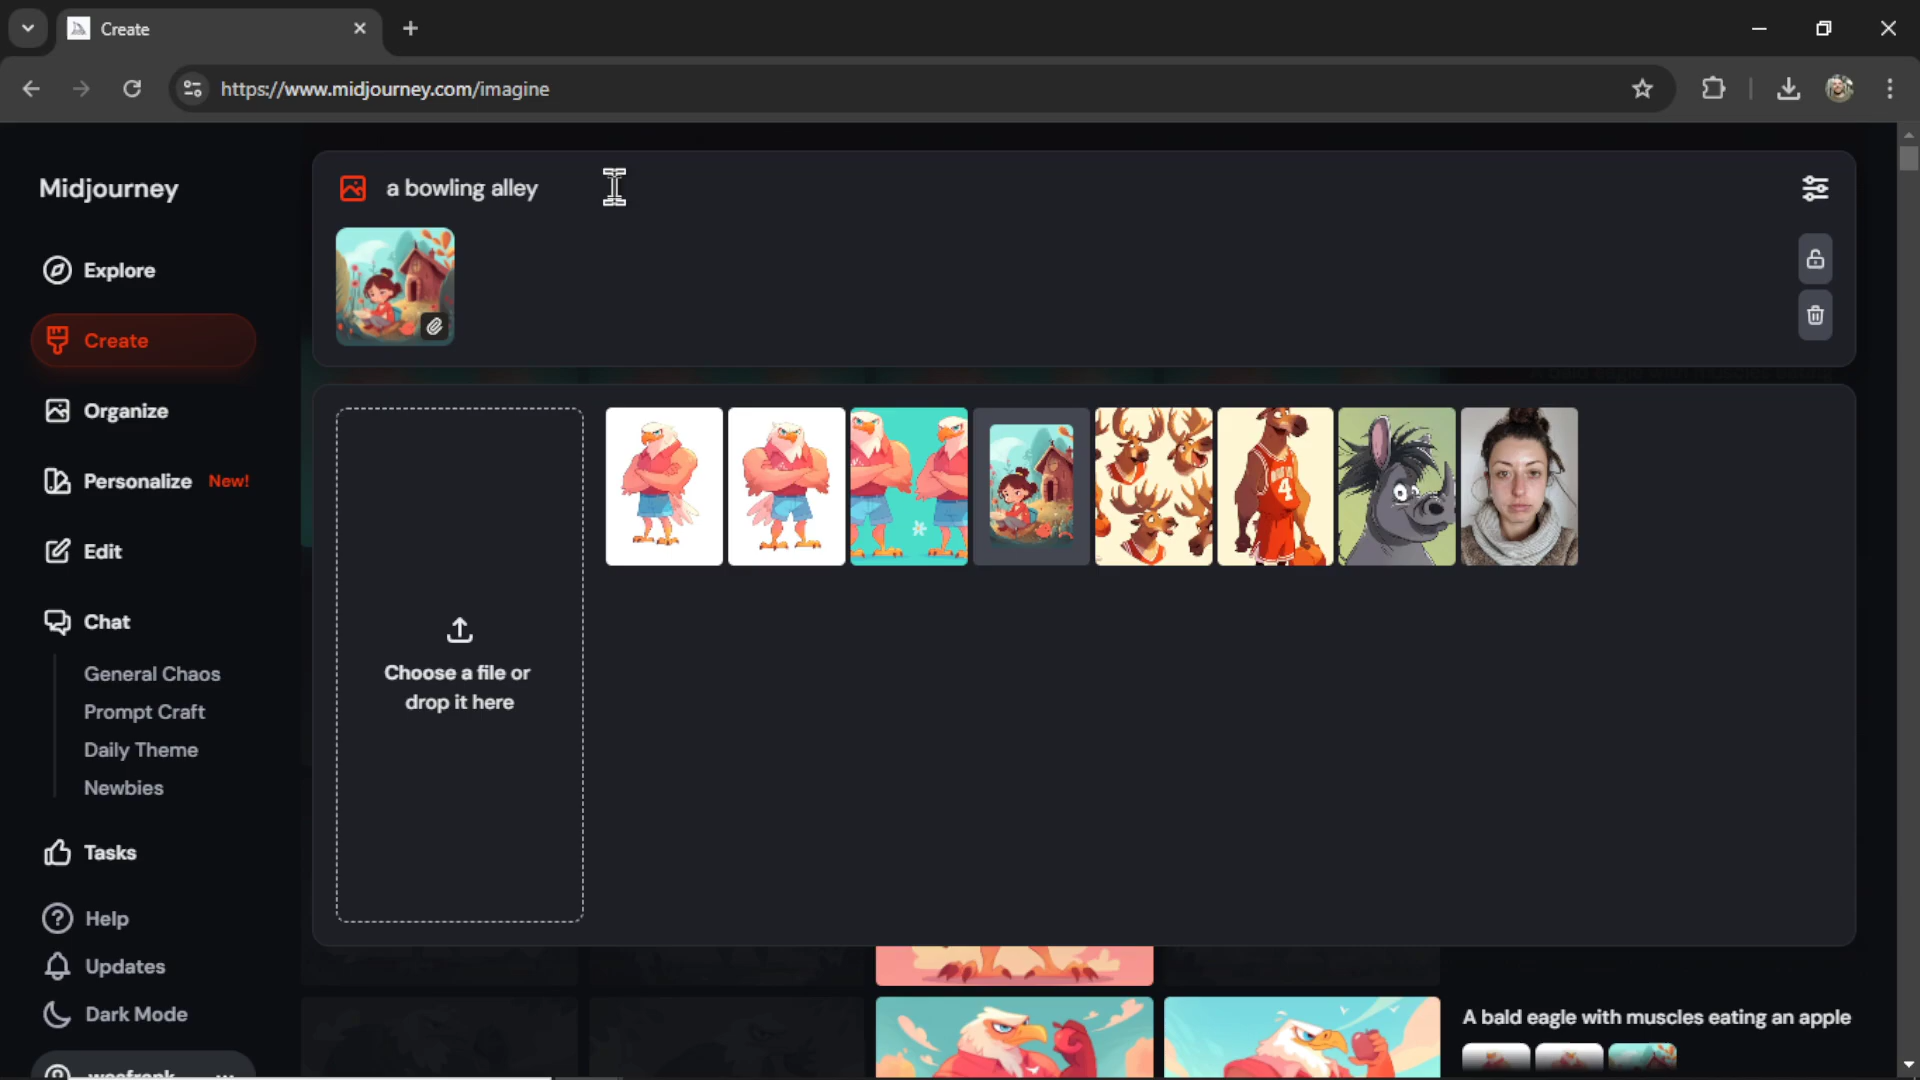 Create
https://www.midjourney.com/imagine
Midjourney
a bowling alley
Explore
Create
Organize
Personalize New!
Edit
Chat
General Chaos
Prompt Craft
Daily Theme
Newbies
Tasks
Help
Updates
Dark Mode
Choose a file or
drop it here
4
A bald eagle with muscles eating an apple